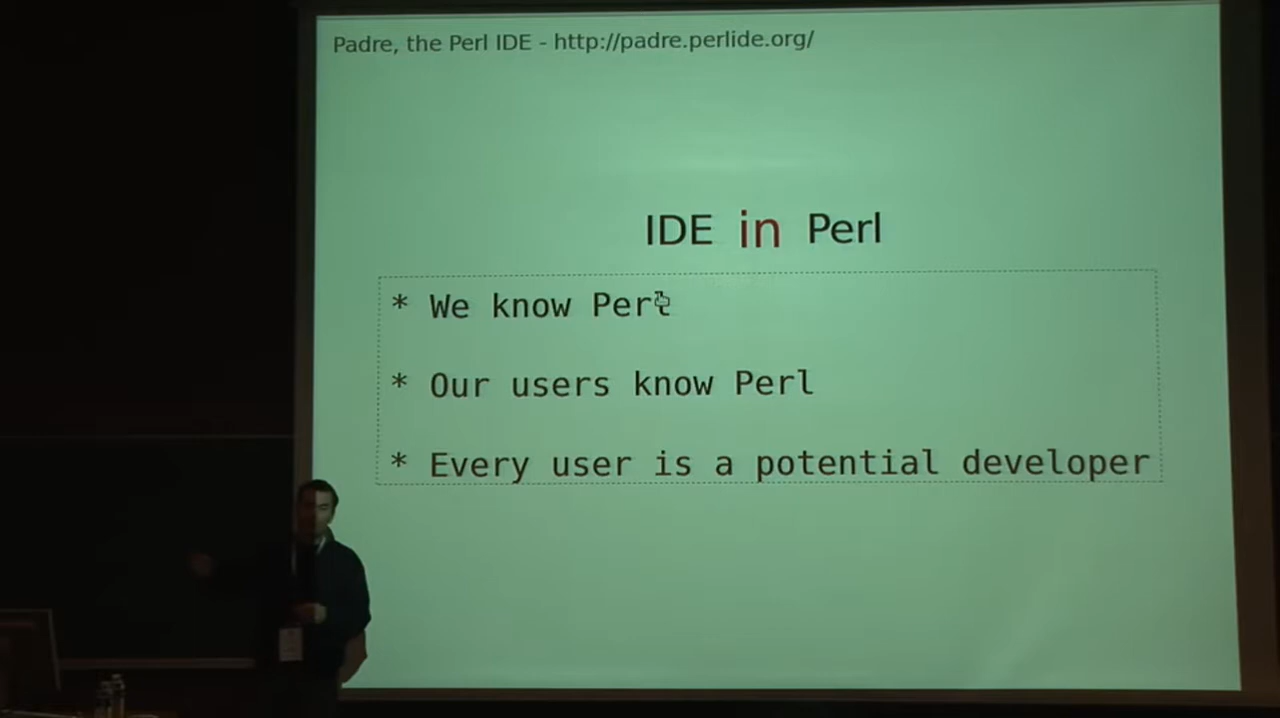 Padre, the Perl IDE - http://padre.perlide.org/
IDE in Perl
* We know Perl
* Our users know Perl
* Every user is a potential developer